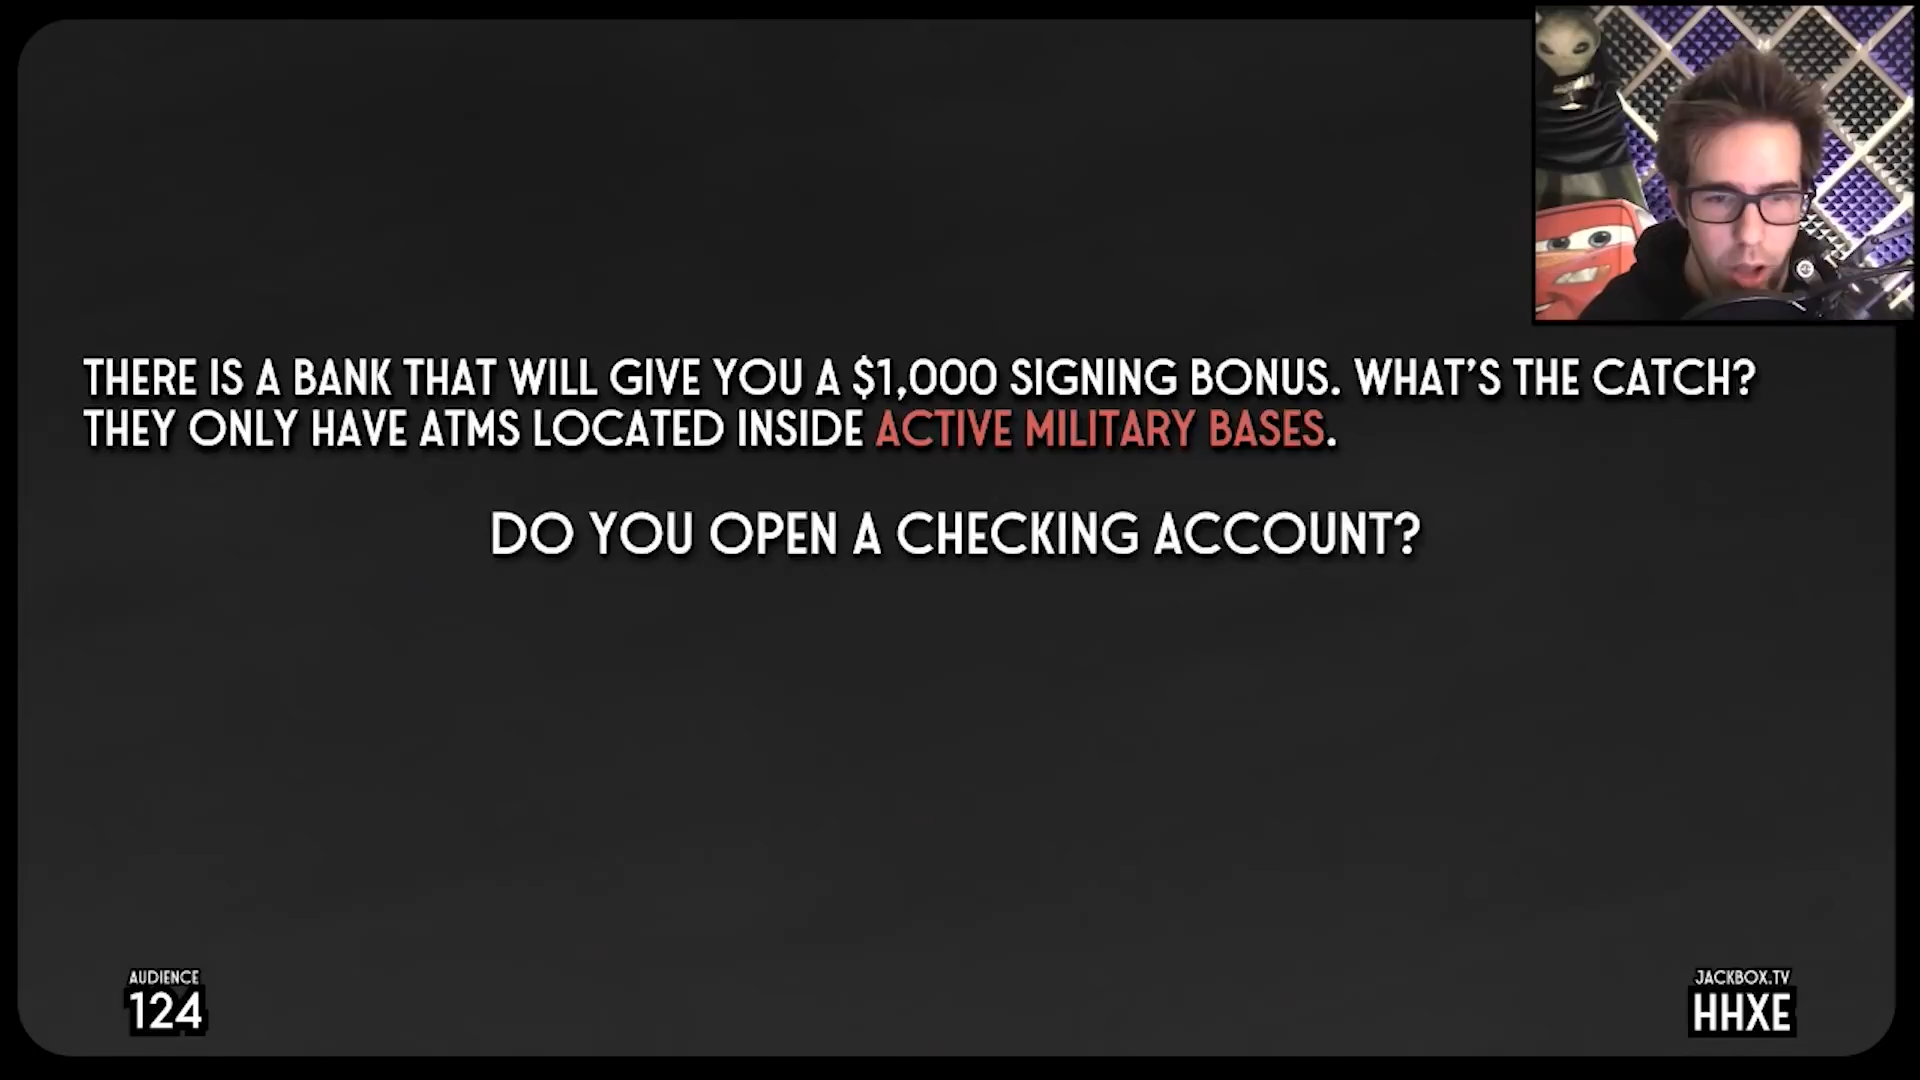 THERE IS A BANK THAT WILL GIVE YOU A $1,000 SIGNING BONUS. WHAT'S THE CATCH?
THEY ONLY HAVE ATMS LOCATED INSIDE ACTIVE MILITARY BASES.
DO YOU OPEN A CHECKING ACCOUNT?
AUDIENCE
124
JACKBOX.TV
HHXE